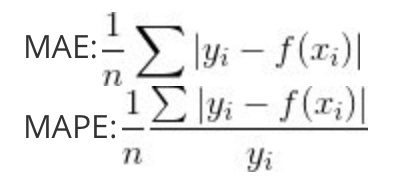 MAE: \frac{1}{n} \sum |y_i - f(x_i)|
MAPE: \frac{1}{n} \frac{\sum |y_i - f(x_i)|}{y_i}